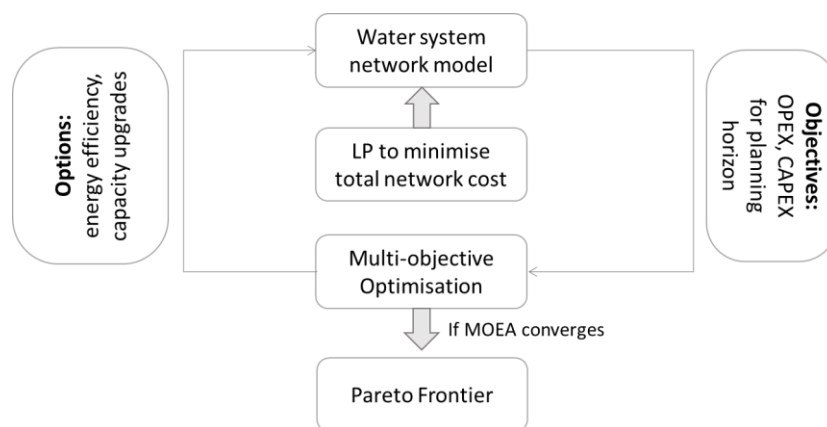 Water system
network model
Options:
energy efficiency,
capacity upgrades
LP to minimise
total network cost
Objectives:
OPEX, CAPEX
for planning
horizon
Multi-objective
Optimisation
If MOEA converges
Pareto Frontier